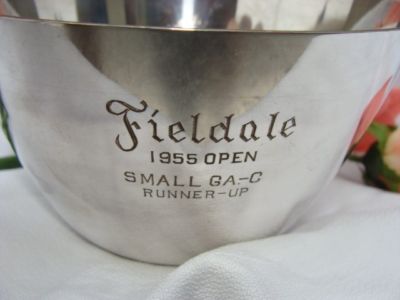 Fieldale
1955 OPEN
SMALL GA.-C
RUNNER-UP